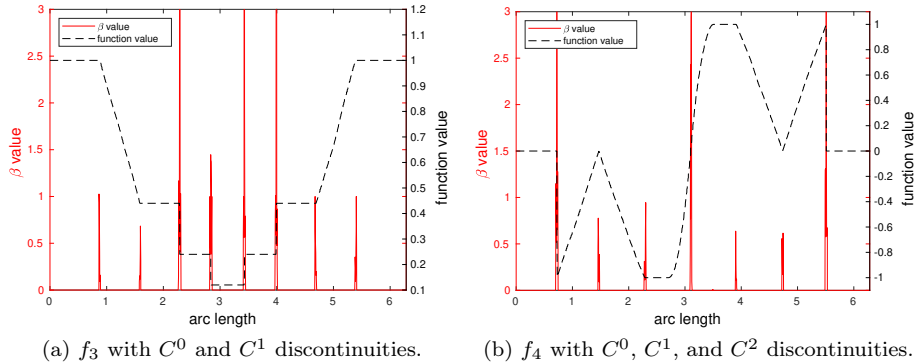 β value
function value
3
2.5
2
1.5
1
0.5
0
1.2
1.1
1
0.9
0.8
0.7
0.6
0.5
0.4
0.3
0.2
0.1
0 1 2 3 4 5 6
β value
function value
arc length
β value
function value
3
2.5
2
1.5
1
0.5
0
1
0.8
0.6
0.4
0.2
0
-0.2
-0.4
-0.6
-0.8
-1
0 1 2 3 4 5 6
β value
function value
arc length
(a) f₃ with C⁰ and C¹ discontinuities.
(b) f₄ with C⁰, C¹, and C² discontinuities.